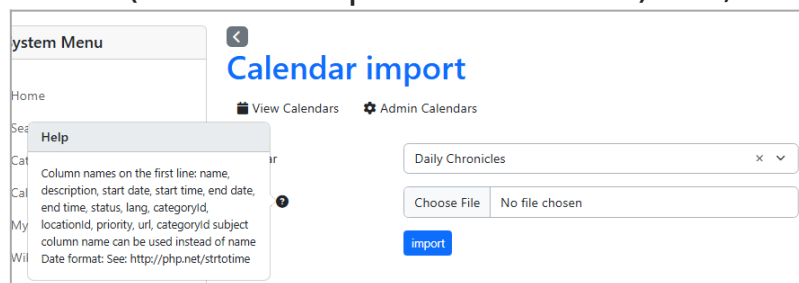 ystem Menu
Calendar import
Home
View Calendars Admin Calendars
Sea
Help
Cat
ar
Daily Chronicles × 
Column names on the first line: name,
description, start date, start time, end date,
end time, status, lang, categoryId,
locationId, priority, url, categoryId subject
column name can be used instead of name
Date format: See: http://php.net/strtotime
Cal
Choose File No file chosen
My
import
Wil